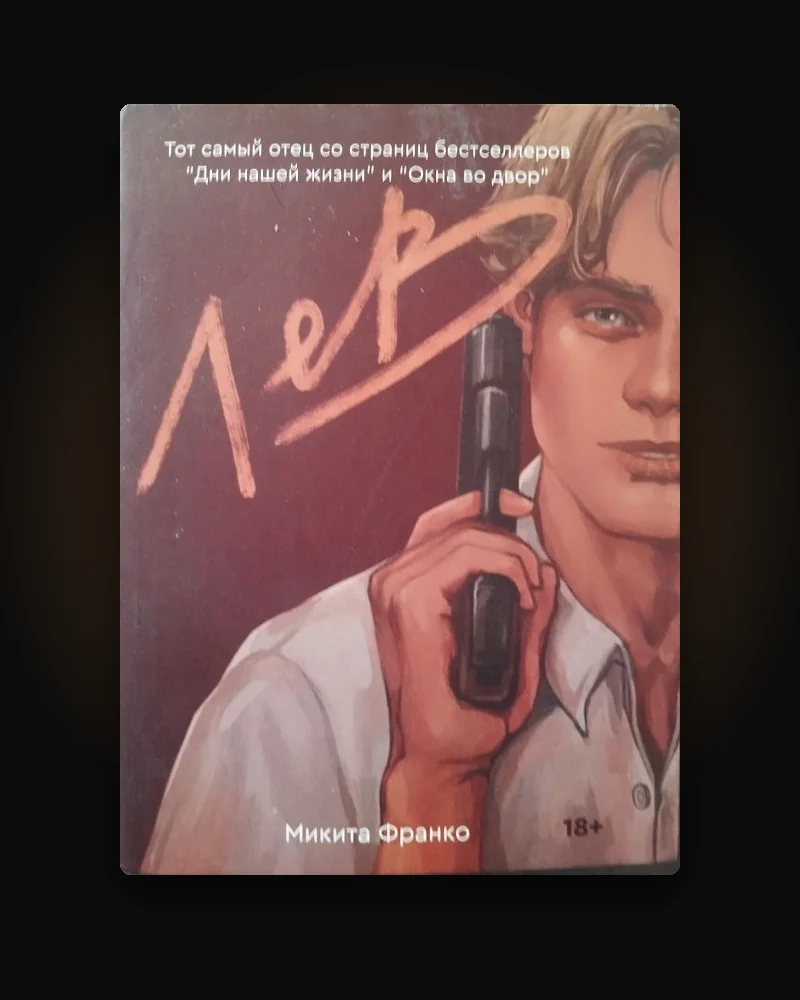 Тот самый отец со страниц бестселлеров
"Дни нашей жизни" и "Окна во двор"
Лев
Микита Франко
18+